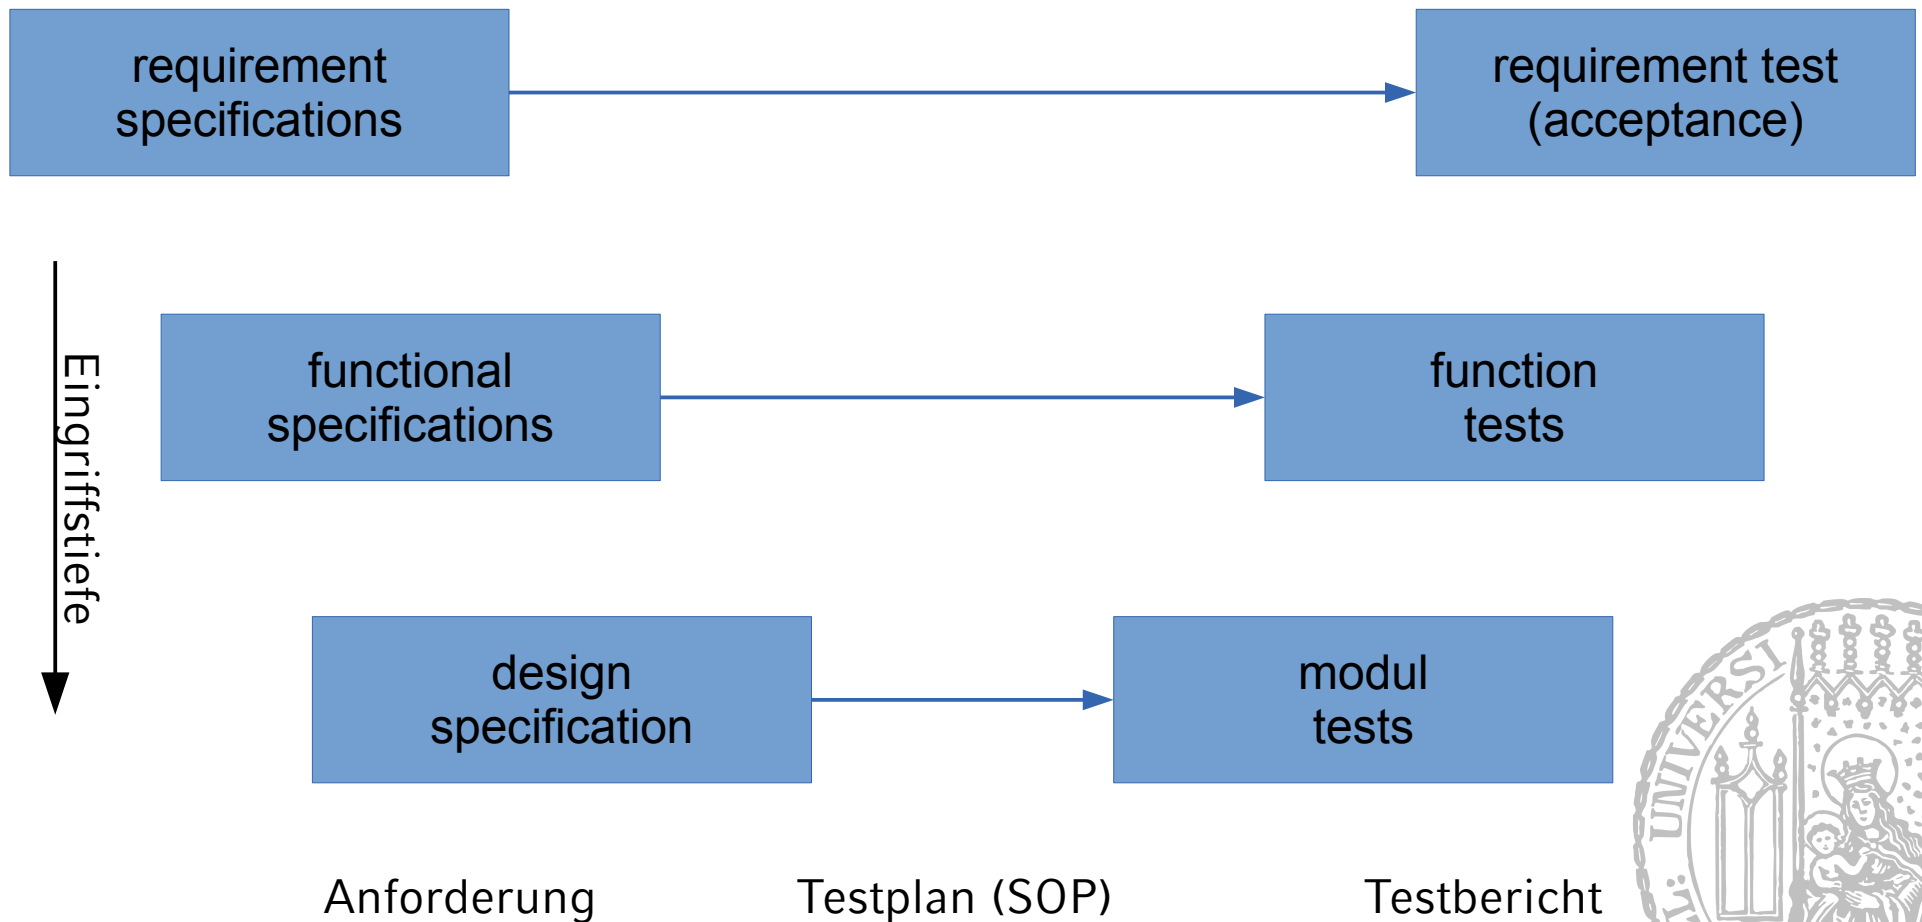 requirement
specifications
requirement test
(acceptance)
Eingriffstiefe
functional
specifications
function
tests
design
specification
modul
tests
UNIVERSI
Anforderung
Testplan (SOP)
Testbericht